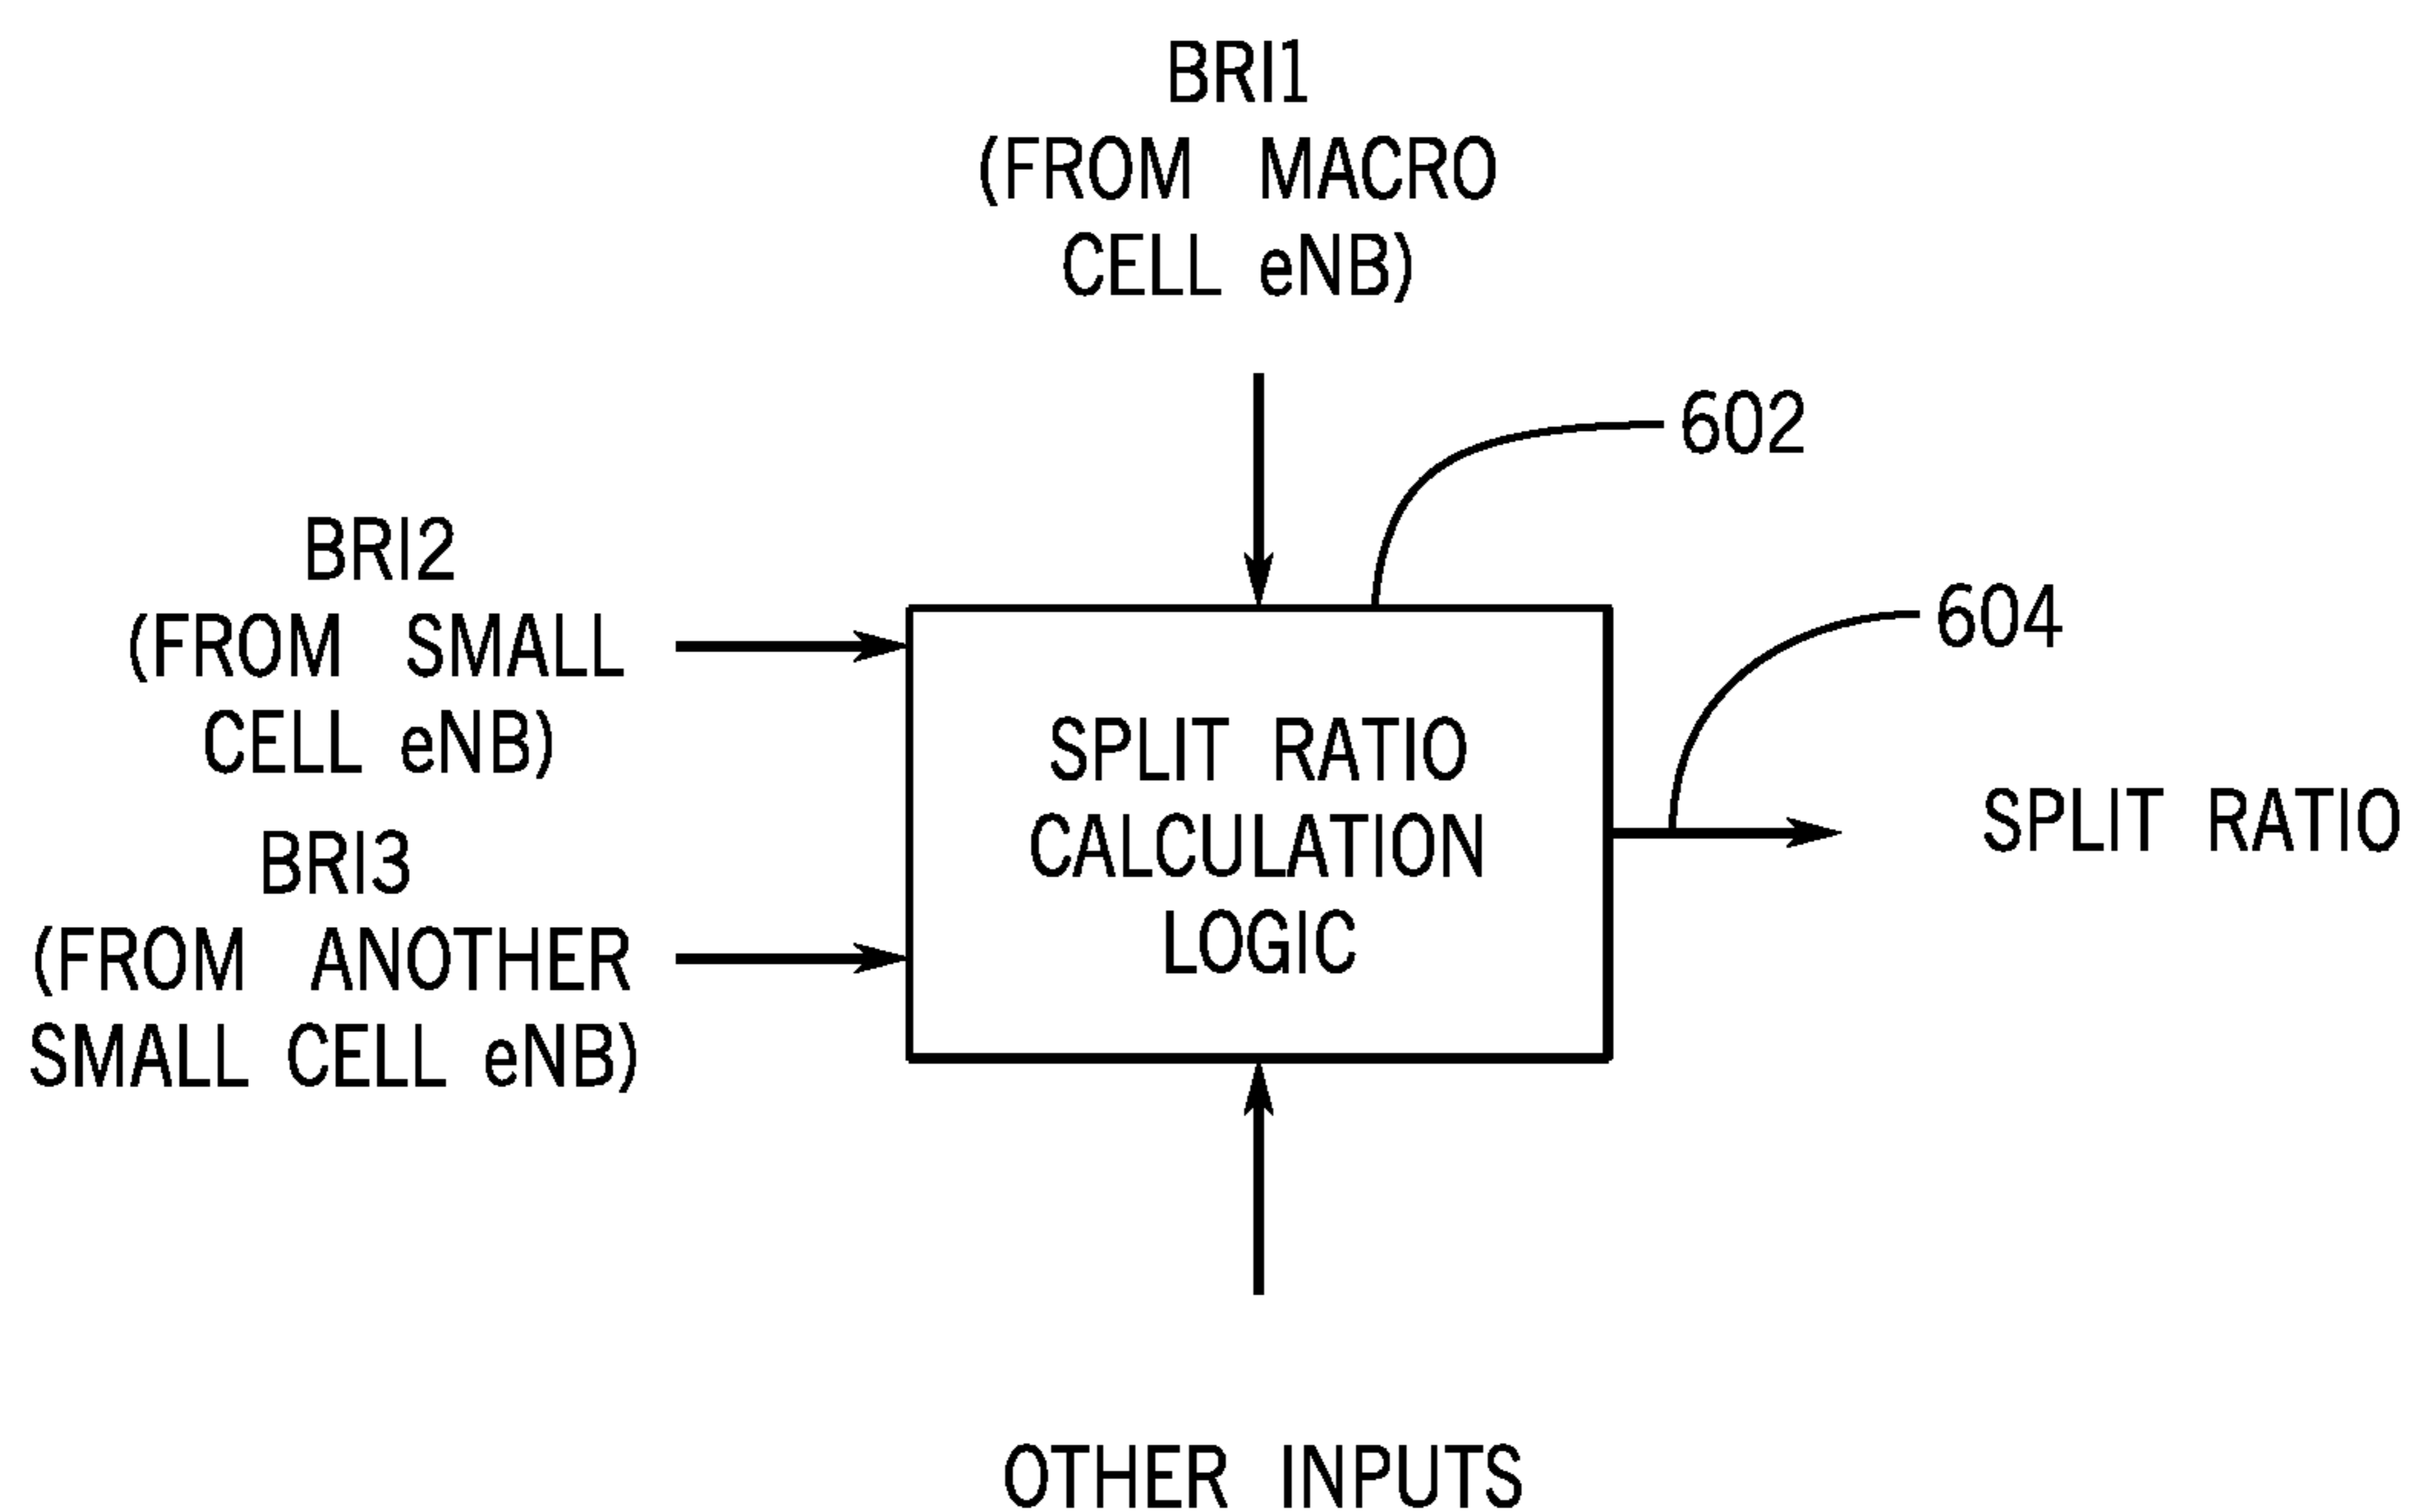 BRI1
(FROM MACRO
CELL eNB)
602
BRI2
(FROM SMALL
CELL eNB)
604
BRI3
(FROM ANOTHER
SMALL CELL eNB)
SPLIT RATIO
CALCULATION
LOGIC
SPLIT RATIO
OTHER INPUTS